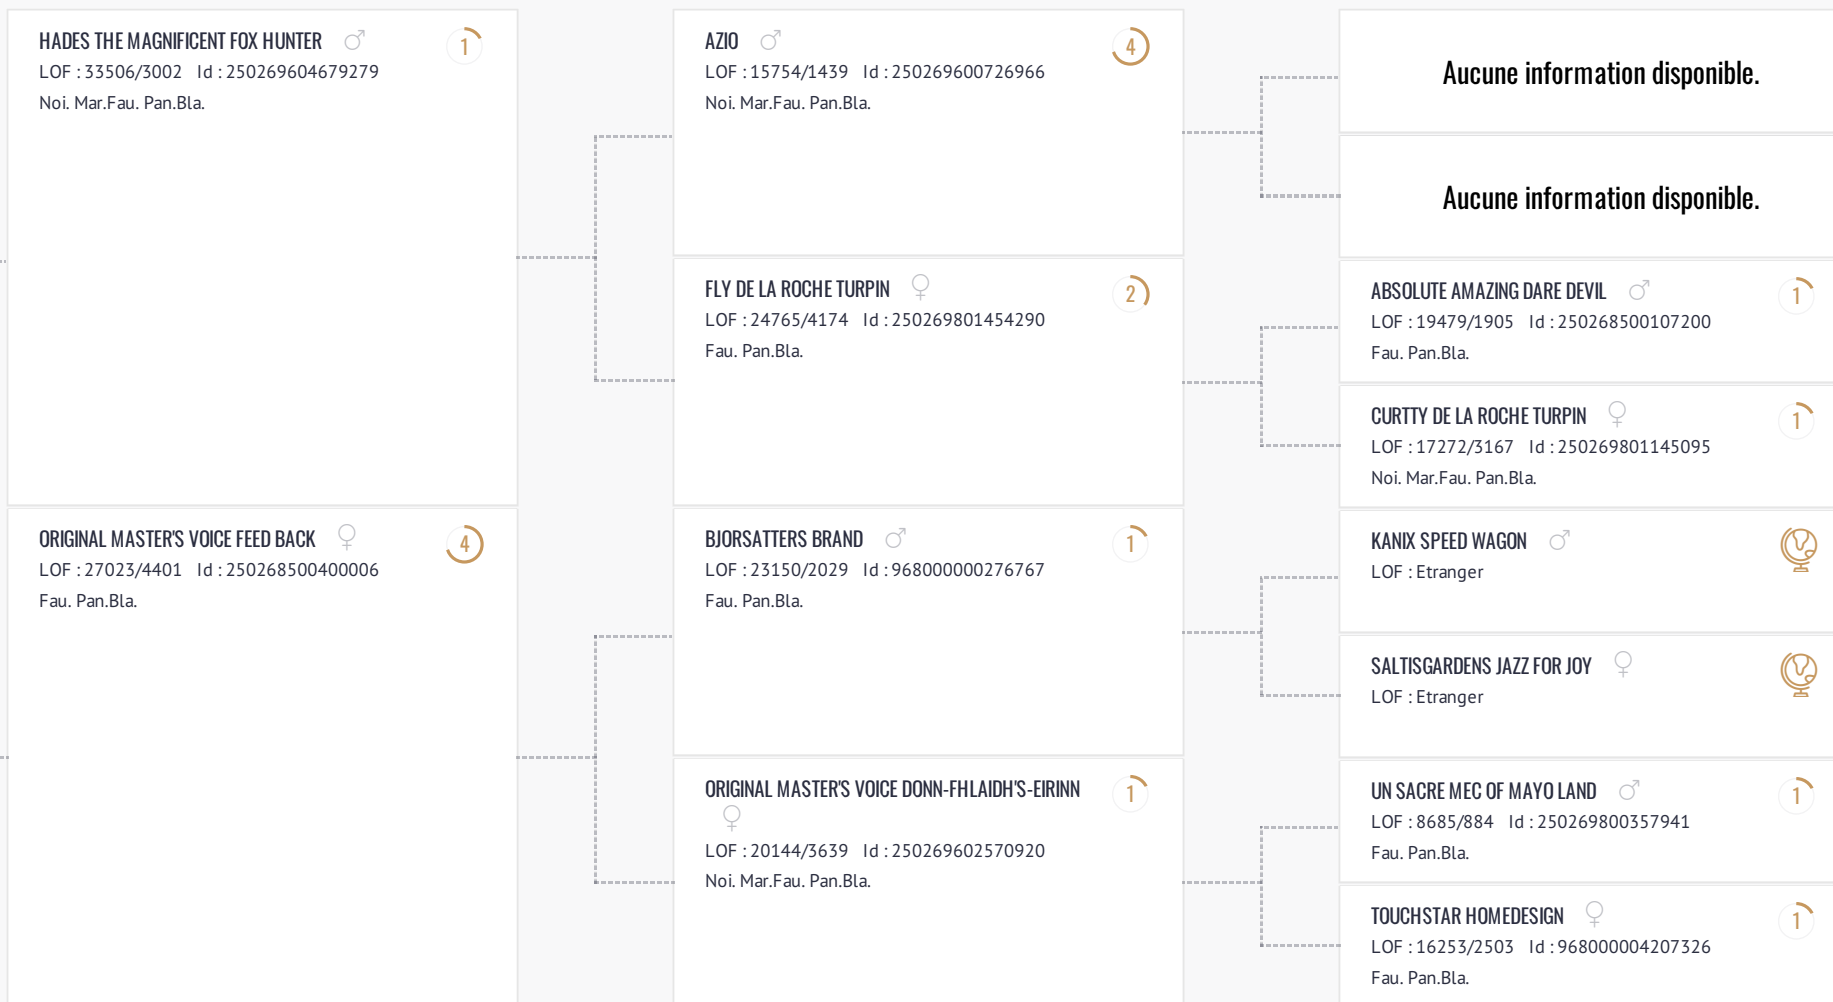 HADES THE MAGNIFICENT FOX HUNTER
1
LOF : 33506/3002 Id : 250269604679279
Noi. Mar.Fau. Pan.Bla.
ORIGINAL MASTER'S VOICE FEED BACK
4
LOF : 27023/4401 Id : 250268500400006
Fau. Pan.Bla.
AZIO
4
LOF : 15754/1439 Id : 250269600726966
Noi. Mar.Fau. Pan.Bla.
FLY DE LA ROCHE TURPIN
2
LOF : 24765/4174 Id : 250269801454290
Fau. Pan.Bla.
BJORSATTERS BRAND
1
LOF : 23150/2029 Id : 968000000276767
Fau. Pan.Bla.
ORIGINAL MASTER'S VOICE DONN-FHLAIDH'S-EIRINN
1
LOF : 20144/3639 Id : 250269602570920
Noi. Mar.Fau. Pan.Bla.
Aucune information disponible.
Aucune information disponible.
ABSOLUTE AMAZING DARE DEVIL
1
LOF : 19479/1905 Id : 250268500107200
Fau. Pan.Bla.
CURTTY DE LA ROCHE TURPIN
1
LOF : 17272/3167 Id : 250269801145095
Noi. Mar.Fau. Pan.Bla.
KANIX SPEED WAGON
LOF : Etranger
SALTISGARDENS JAZZ FOR JOY
LOF : Etranger
UN SACRE MEC OF MAYO LAND
1
LOF : 8685/884 Id : 250269800357941
Fau. Pan.Bla.
TOUCHSTAR HOMEDESIGN
1
LOF : 16253/2503 Id : 968000004207326
Fau. Pan.Bla.